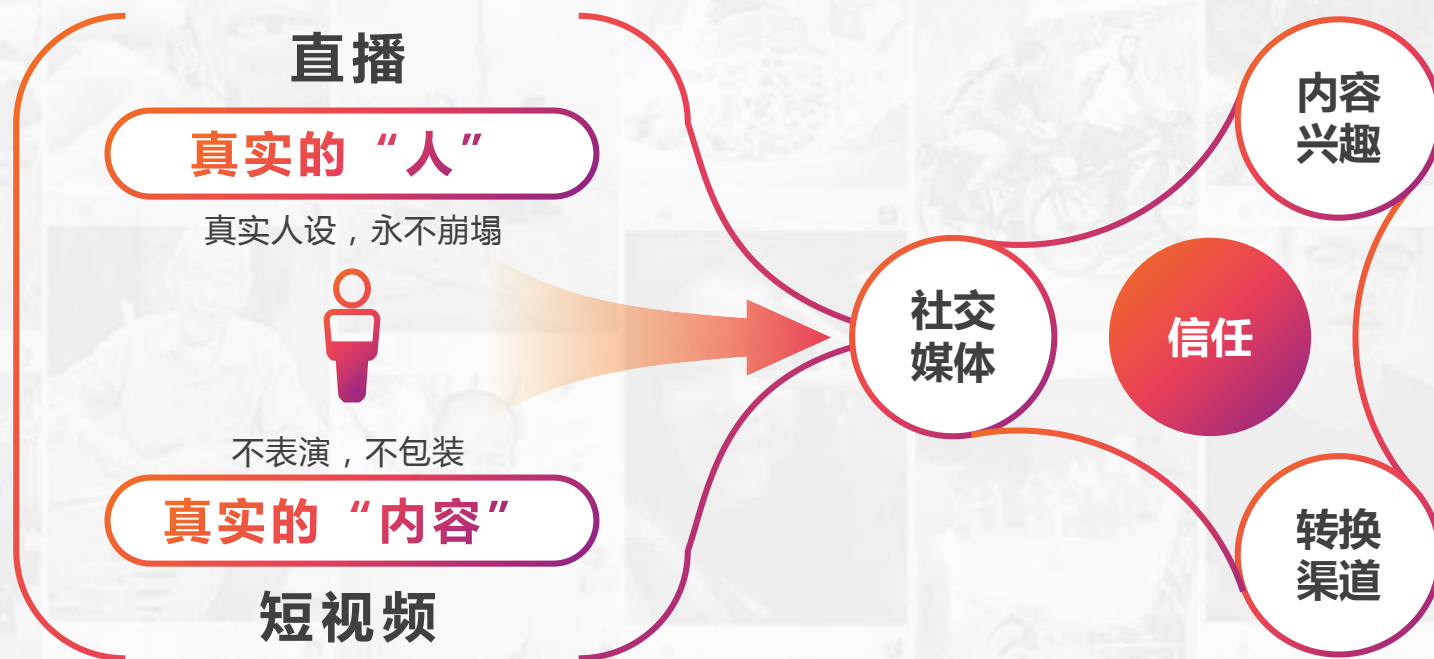 直播
真实的“人”
真实人设，永不崩塌
不表演，不包装
真实的“内容”
短视频
社交
媒体
信任
内容
兴趣
转换
渠道